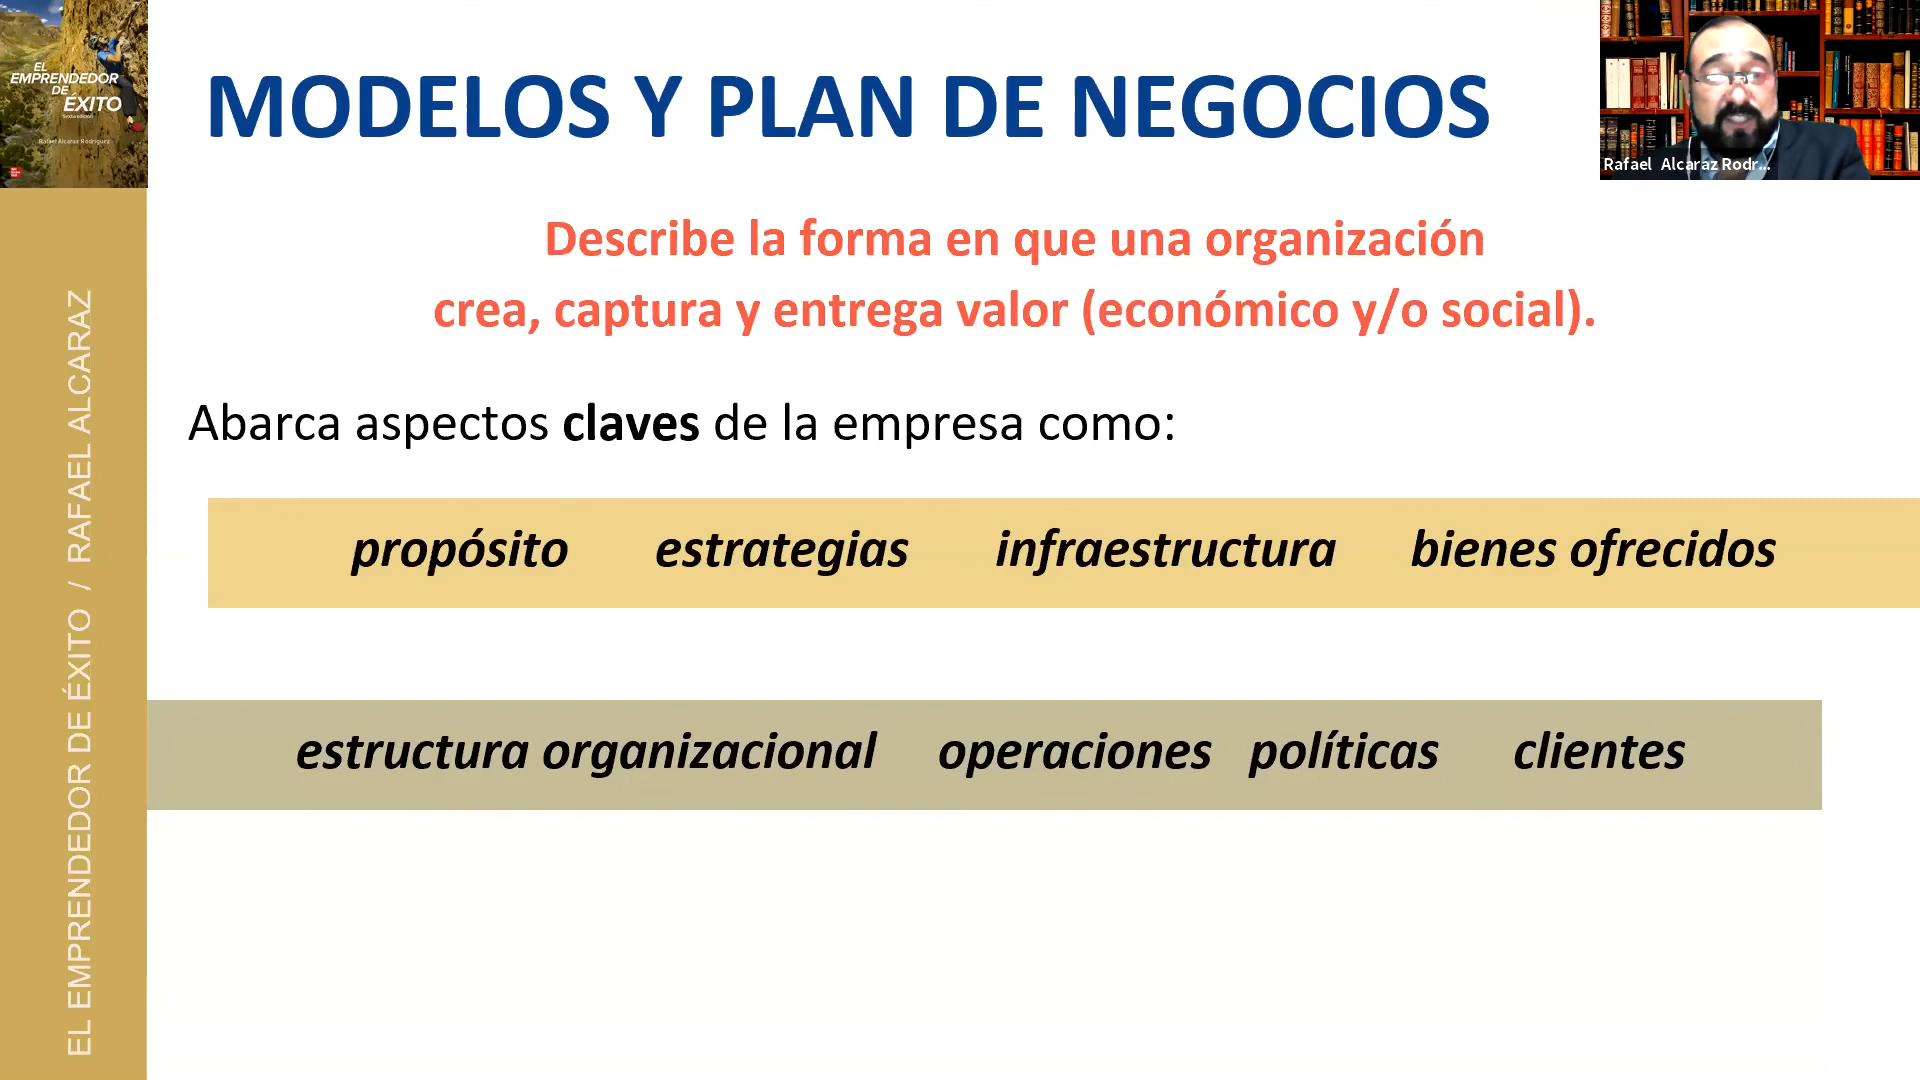 EL
EMPRENDEDOR
DE
ÉXITO
Sexta edición
Rafael Alcaraz Rodríguez
MODELOS Y PLAN DE NEGOCIOS
Rafael Alcaraz Rodr...
Describe la forma en que una organización
crea, captura y entrega valor (económico y/o social).
Abarca aspectos claves de la empresa como:
propósito estrategias infraestructura bienes ofrecidos
estructura organizacional operaciones políticas clientes
EL EMPRENDEDOR DE ÉXITO / RAFAEL ALCARAZ